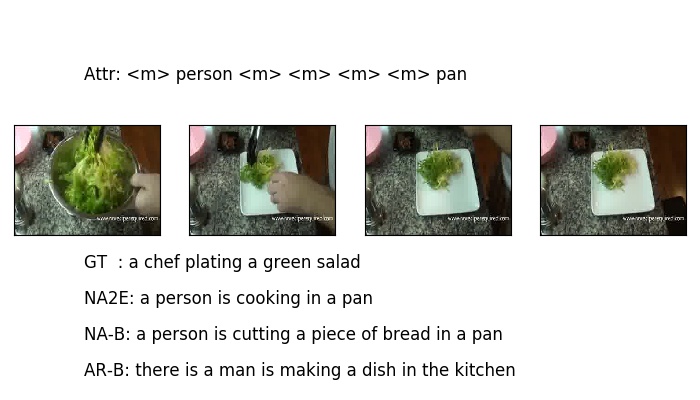 Attr: <m> person <m> <m> <m> <m> pan
GT  : a chef plating a green salad
NA2E: a person is cooking in a pan
NA-B: a person is cutting a piece of bread in a pan
AR-B: there is a man is making a dish in the kitchen